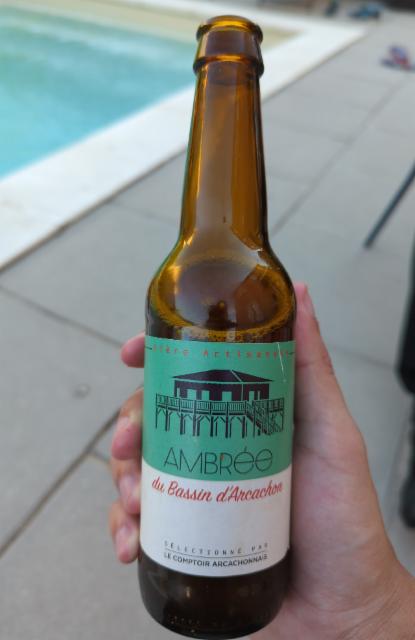 Bière Artisanale
AMBRÉE
du Bassin d'Arcachon
SÉLECTIONNÉ PAR
LE COMPTOIR ARCACHONNAIS